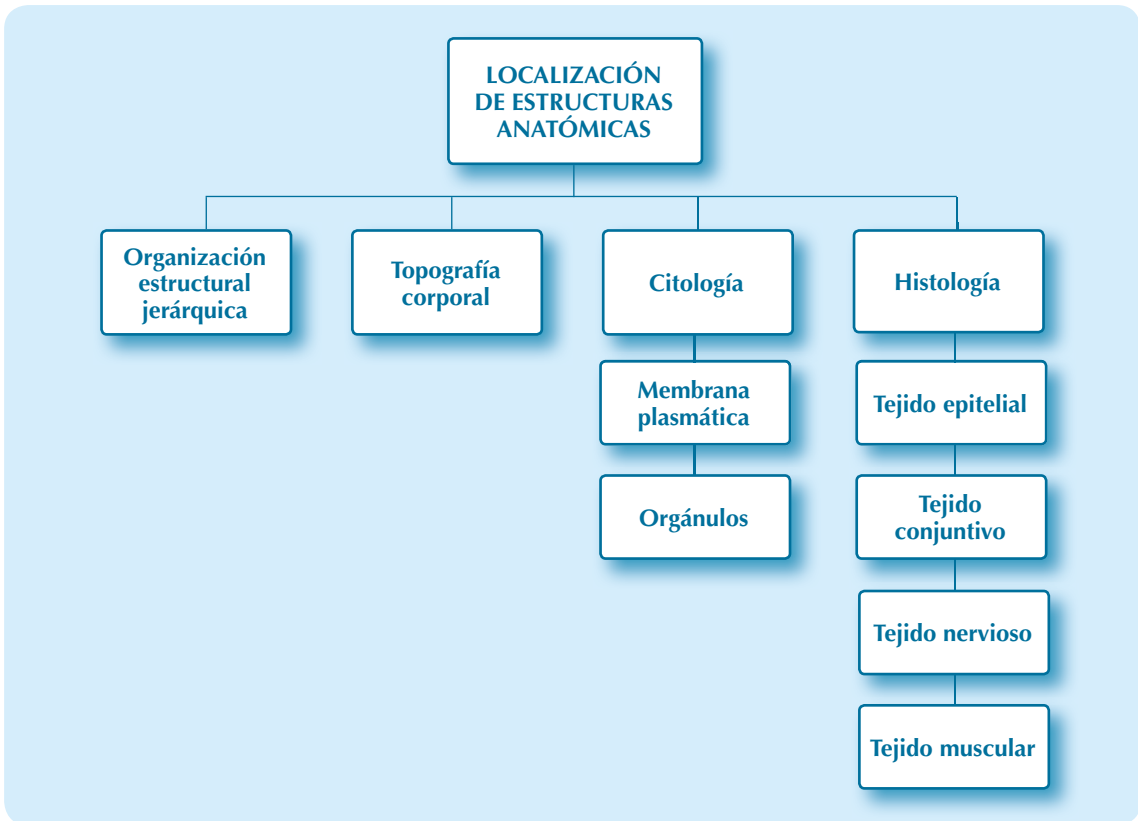 LOCALIZACIÓN
DE ESTRUCTURAS
ANATÓMICAS
Organización
estructural
jerárquica
Topografía
corporal
Citología
Histología
Membrana
plasmática
Tejido epitelial
Orgánulos
Tejido
conjuntivo
Tejido nervioso
Tejido muscular